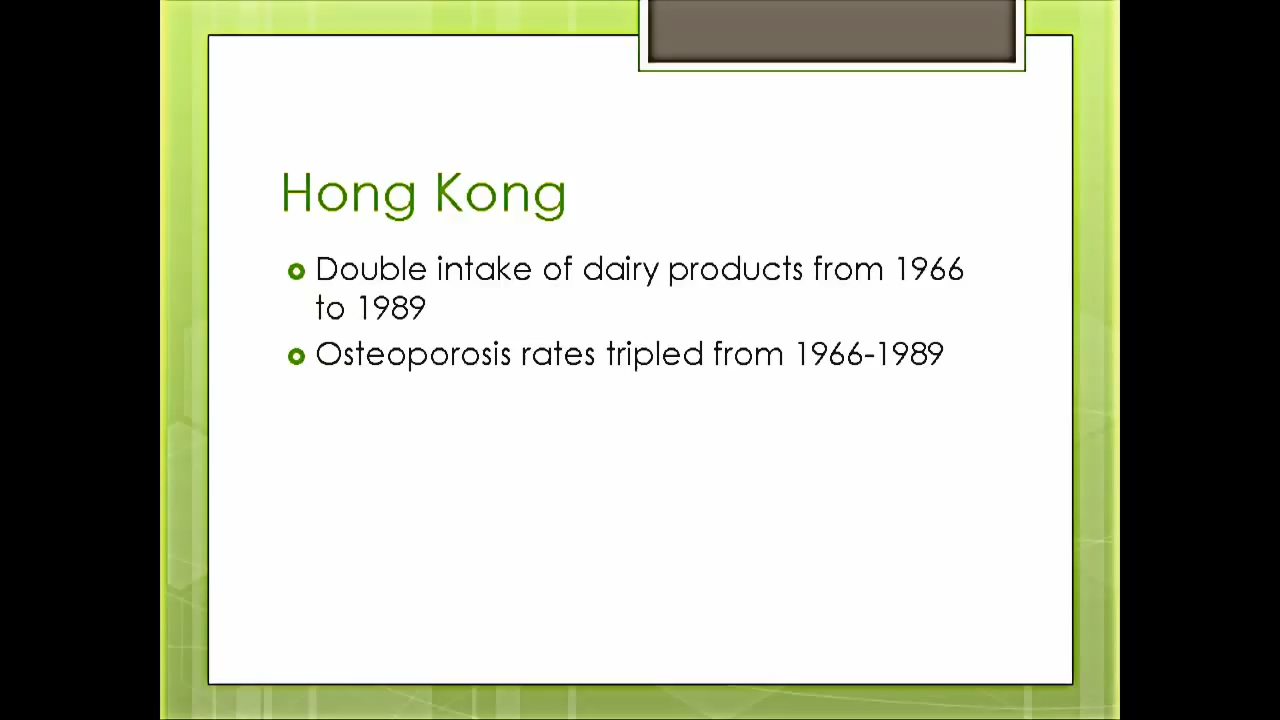 Hong Kong
Double intake of dairy products from 1966
to 1989
Osteoporosis rates tripled from 1966-1989